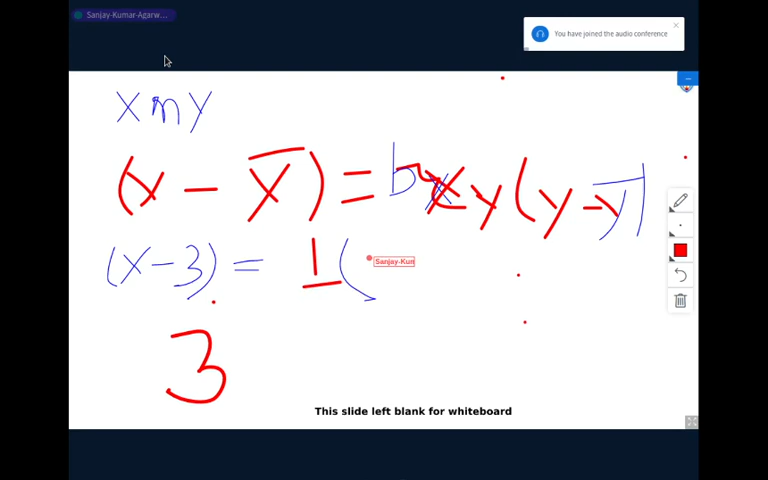 Sanjay-Kumar-Agarw...
You have joined the audio conference
x n y
(x - x̄) = bxy(y - ȳ)
(x - 3) = 1(
Sanjay-Kun
3
This slide left blank for whiteboard